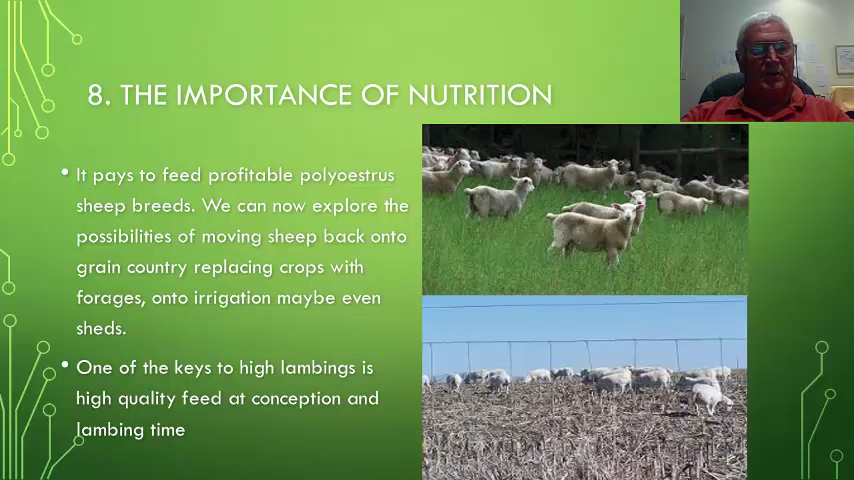 8. THE IMPORTANCE OF NUTRITION
• It pays to feed profitable polyoestrus
sheep breeds. We can now explore the
possibilities of moving sheep back onto
grain country replacing crops with
forages, onto irrigation maybe even
sheds.
• One of the keys to high lambings is
high quality feed at conception and
lambing time